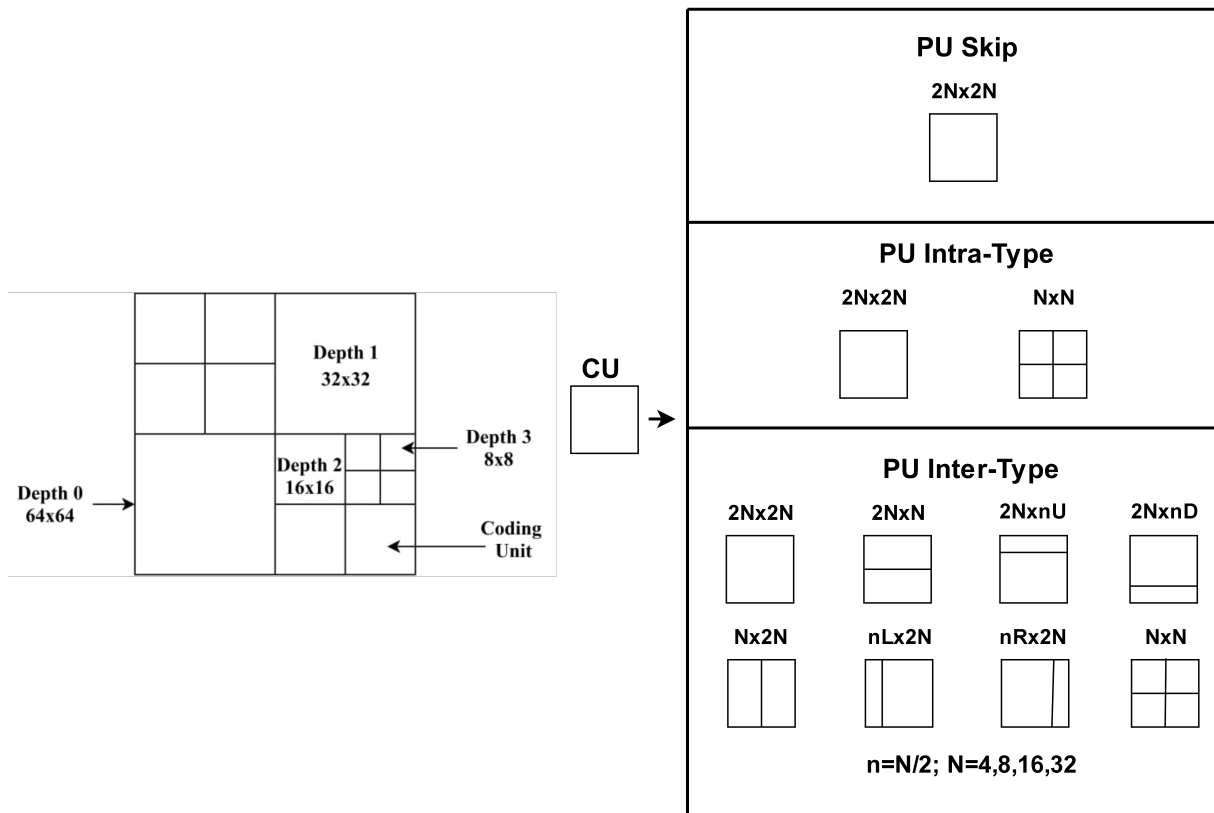 Depth 1
32x32
Depth 3
8x8
Depth 2
16x16
Depth 0
64x64
Coding
Unit
CU
PU Skip
2Nx2N
PU Intra-Type
2Nx2N
NxN
PU Inter-Type
2Nx2N
2NxN
2NxnU
2NxnD
Nx2N
nLx2N
nRx2N
NxN
n=N/2; N=4,8,16,32